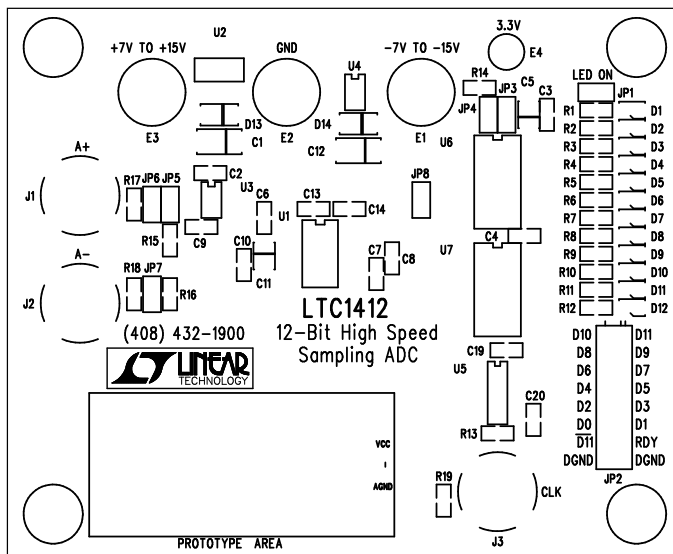 +7V TO +15V
U2
GND
-7V TO -15V
3.3V
E4
U4
R14
C5
LED ON
JP4
JP3
C3
JP1
E3
D13
E2
D14
E1
U6
C1
C12
R1
D1
R2
D2
R3
D3
R4
D4
R5
D5
R6
D6
R7
D7
R8
D8
R9
D9
R10
D10
R11
D11
R12
D12
A+
J1
R17
JP6
JP5
C2
U3
C6
U1
C13
C14
JP8
R15
C9
C10
C11
C7
C8
U7
C4
A-
J2
R18
JP7
R16
LTC1412
(408) 432-1900
12-Bit High Speed
Sampling ADC
LINEAR
TECHNOLOGY
C19
U5
C20
R13
D10 D11
D8 D9
D6 D7
D4 D5
D2 D3
D0 D1
D11 RDY
DGND DGND
JP2
VCC
AGND
R19
CLK
J3
PROTOTYPE AREA